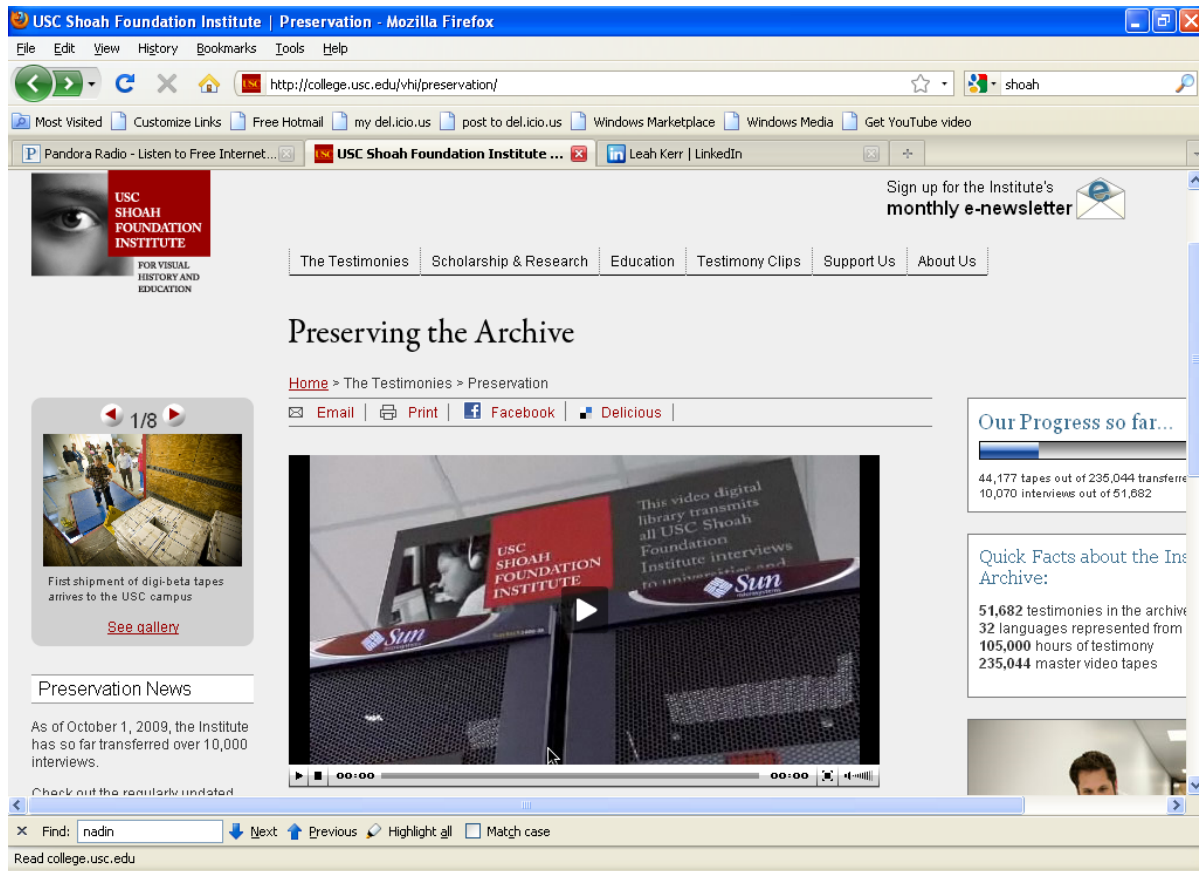 USC Shoah Foundation Institute | Preservation - Mozilla Firefox
File Edit View History Bookmarks Tools Help
http://college.usc.edu/vhi/preservation/
shoah
Most Visited Customize Links Free Hotmail my del.icio.us post to del.icio.us Windows Marketplace Windows Media Get YouTube video
Pandora Radio - Listen to Free Internet... USC Shoah Foundation Institute ... Leah Kerr | LinkedIn
USC
SHOAH
FOUNDATION
INSTITUTE
FOR VISUAL
HISTORY AND
EDUCATION
Sign up for the Institute's
monthly e-newsletter
The Testimonies Scholarship & Research Education Testimony Clips Support Us About Us
Preserving the Archive
Home > The Testimonies > Preservation
Email Print Facebook Delicious
1/8
First shipment of digi-beta tapes
arrives to the USC campus
See gallery
Preservation News
As of October 1, 2009, the Institute
has so far transferred over 10,000
interviews.
Check out the regularly updated
USC
SHOAH
FOUNDATION
INSTITUTE
This video digital
library transmits
all USC Shoah
Foundation
Institute interviews
to universities and
Sun
Sun
00:00 00:00
Our Progress so far...
44,177 tapes out of 235,044 transferre
10,070 interviews out of 51,682
Quick Facts about the Ins
Archive:
51,682 testimonies in the archive
32 languages represented from
105,000 hours of testimony
235,044 master video tapes
Find: nadin Next Previous Highlight all Match case
Read college.usc.edu